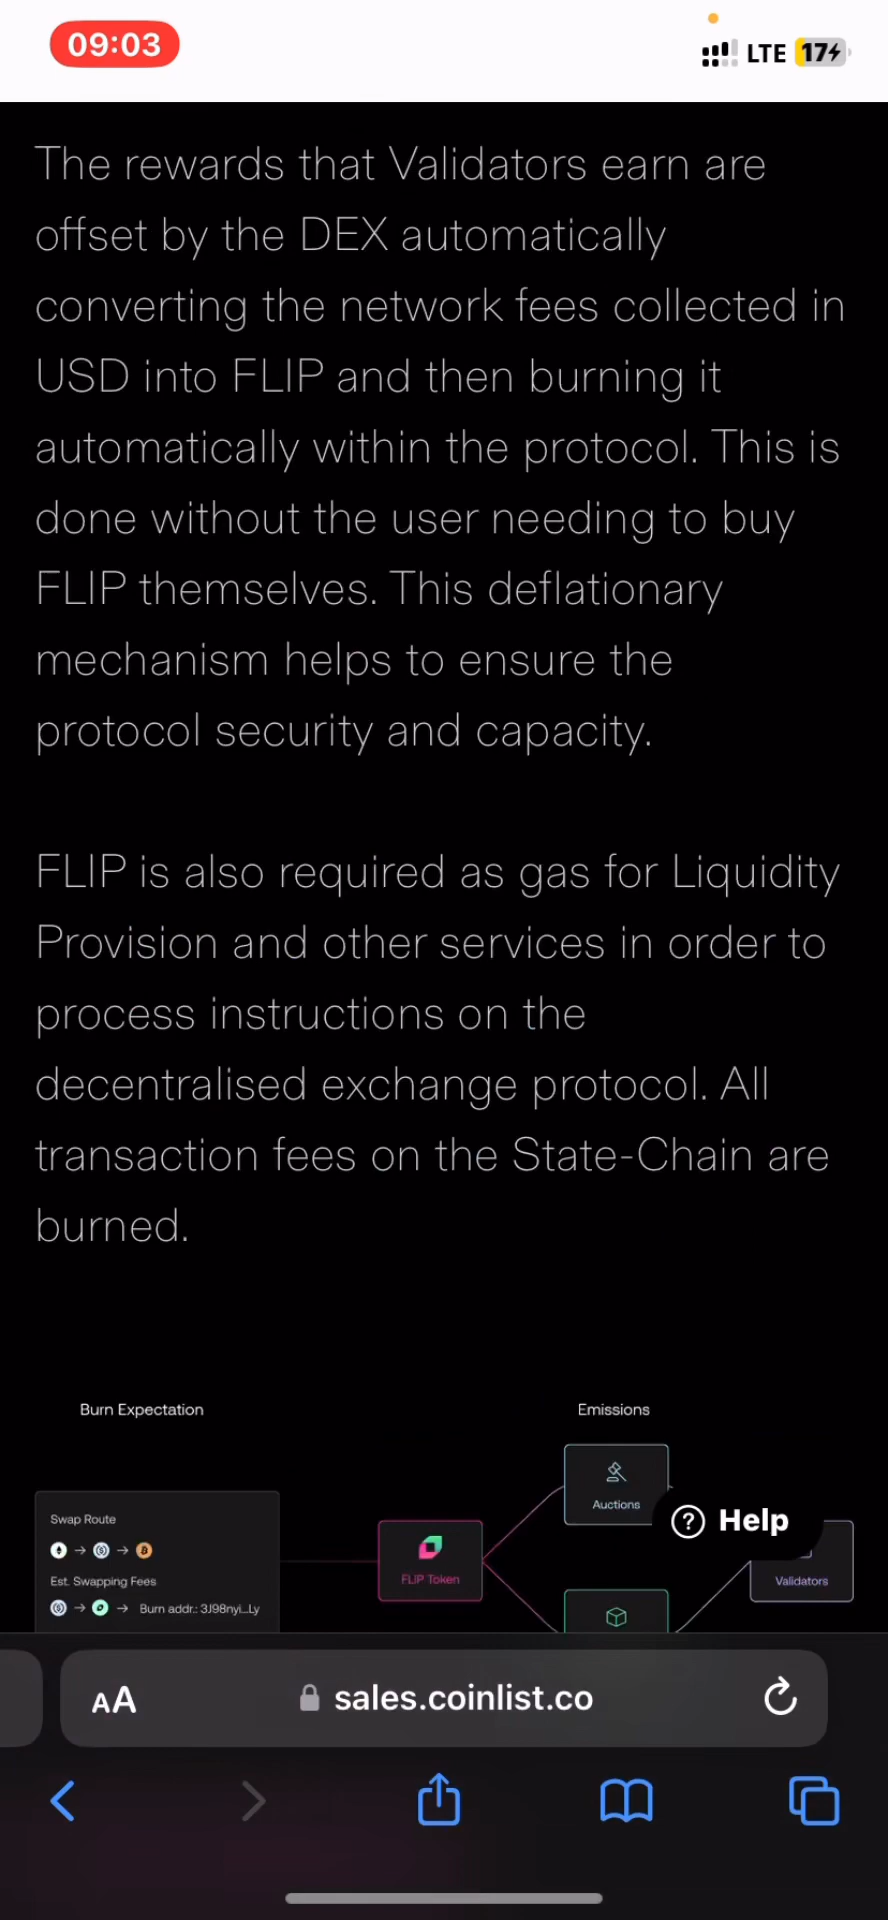 09:03
LTE 17
The rewards that Validators earn are
offset by the DEX automatically
converting the network fees collected in
USD into FLIP and then burning it
automatically within the protocol. This is
done without the user needing to buy
FLIP themselves. This deflationary
mechanism helps to ensure the
protocol security and capacity.
FLIP is also required as gas for Liquidity
Provision and other services in order to
process instructions on the
decentralised exchange protocol. All
transaction fees on the State-Chain are
burned.
Burn Expectation
Emissions
Auctions
Help
Swap Route
FLIP Token
Validators
Est. Swapping Fees
Burn addr.: 3J98nyi...Ly
AA
sales.coinlist.co